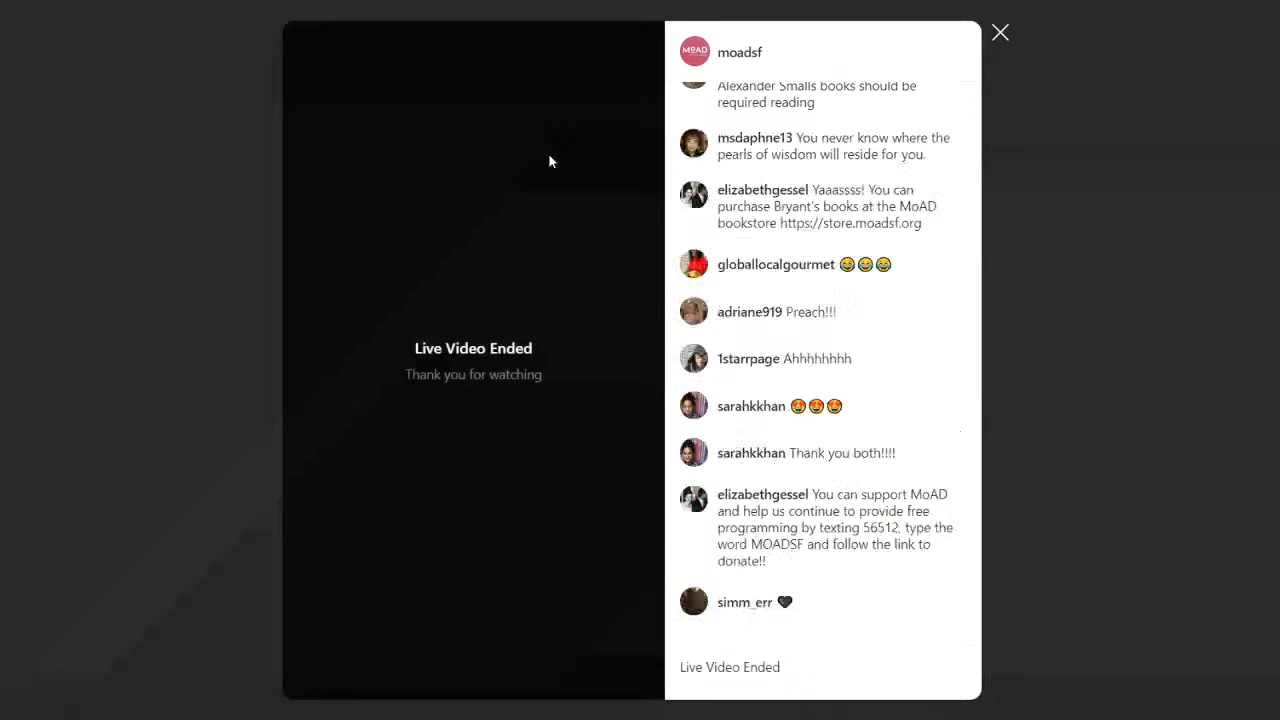 MOAD
moadsf
Alexander Smalls books should be
required reading
msdaphne13 You never know where the
pearls of wisdom will reside for you.
elizabethgessel Yaaassss! You can
purchase Bryant's books at the MoAD
bookstore https://store.moadsf.org
globallocalgourmet 😂😂😂
adriane919 Preach!!!
1starrpage Ahhhhhhhh
sarahkkhan 😍😍😍
sarahkkhan Thank you both!!!!
elizabethgessel You can support MoAD
and help us continue to provide free
programming by texting 56512, type the
word MOADSF and follow the link to
donate!!
simm_err 🖤
Live Video Ended
Live Video Ended
Thank you for watching